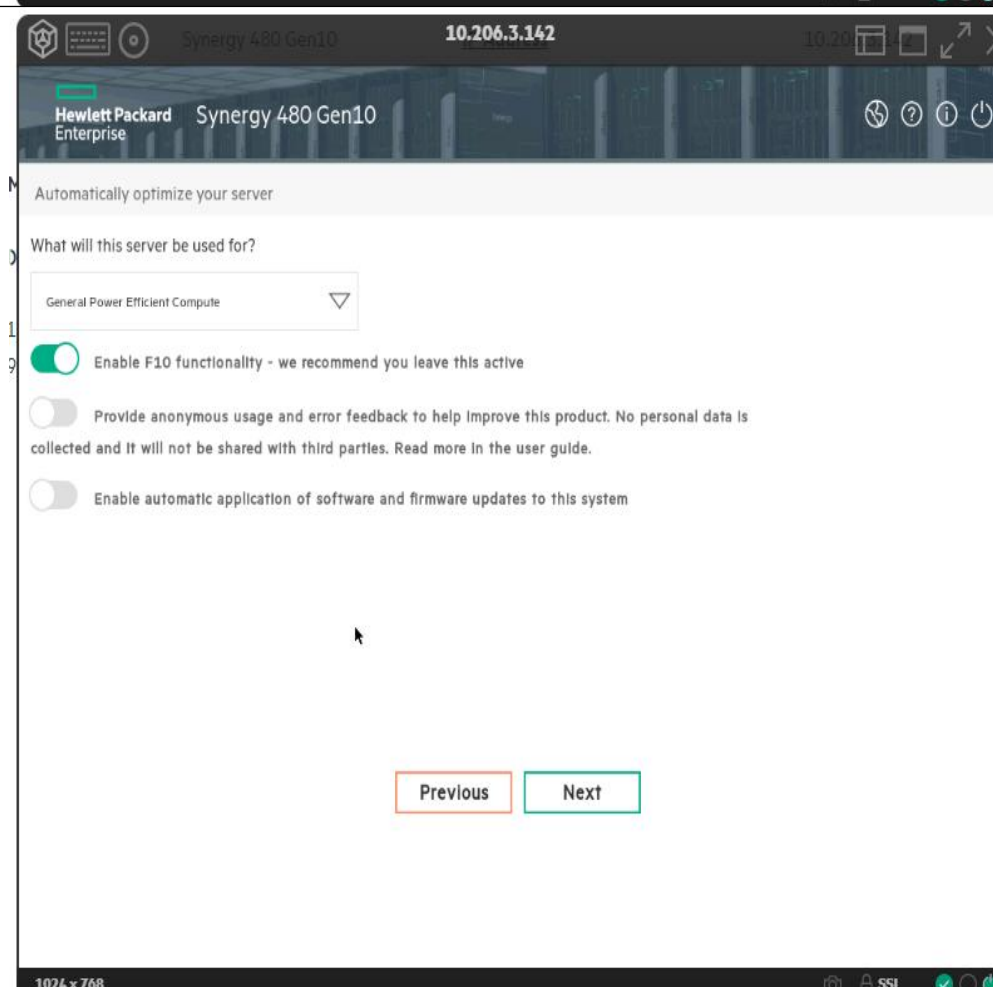 Synergy 480 Gen10
10.206.3.142
Hewlett Packard
Enterprise
Synergy 480 Gen10
Automatically optimize your server
What will this server be used for?
General Power Efficient Compute
Enable F10 functionality - we recommend you leave this active
Provide anonymous usage and error feedback to help improve this product. No personal data is
collected and it will not be shared with third parties. Read more in the user guide.
Enable automatic application of software and firmware updates to this system
Previous Next
1024 x 768
SSL